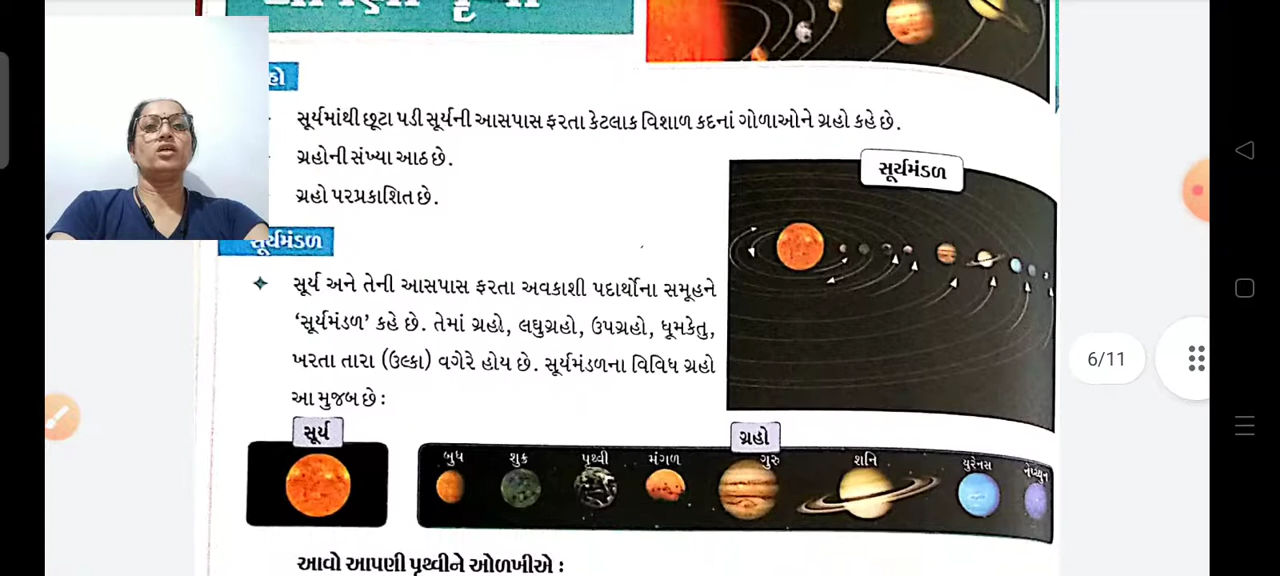 સૂર્યમાંથી છૂટા પડી સૂર્યની આસપાસ ફરતા કેટલાક વિશાળ કદનાં ગોળાઓને ગ્રહો કહે છે.
ગ્રહોની સંખ્યા આઠ છે.
ગ્રહો પરપ્રકાશિત છે.
સૂર્યમંડળ
સૂર્યમંડળ
સૂર્ય અને તેની આસપાસ ફરતા અવકાશી પદાર્થોના સમૂહને
‘સૂર્યમંડળ’ કહે છે. તેમાં ગ્રહો, લઘુગ્રહો, ઉપગ્રહો, ધૂમકેતુ,
ખરતા તારા (ઉલ્કા) વગેરે હોય છે. સૂર્યમંડળના વિવિધ ગ્રહો
આ મુજબ છે :
6/11
સૂર્ય
ગ્રહો
બુધ શુક્ર પૃથ્વી મંગળ ગુરુ શનિ યુરેનસ નેપ્ચ્યુન
આવો આપણી પૃથ્વીને ઓળખીએ :